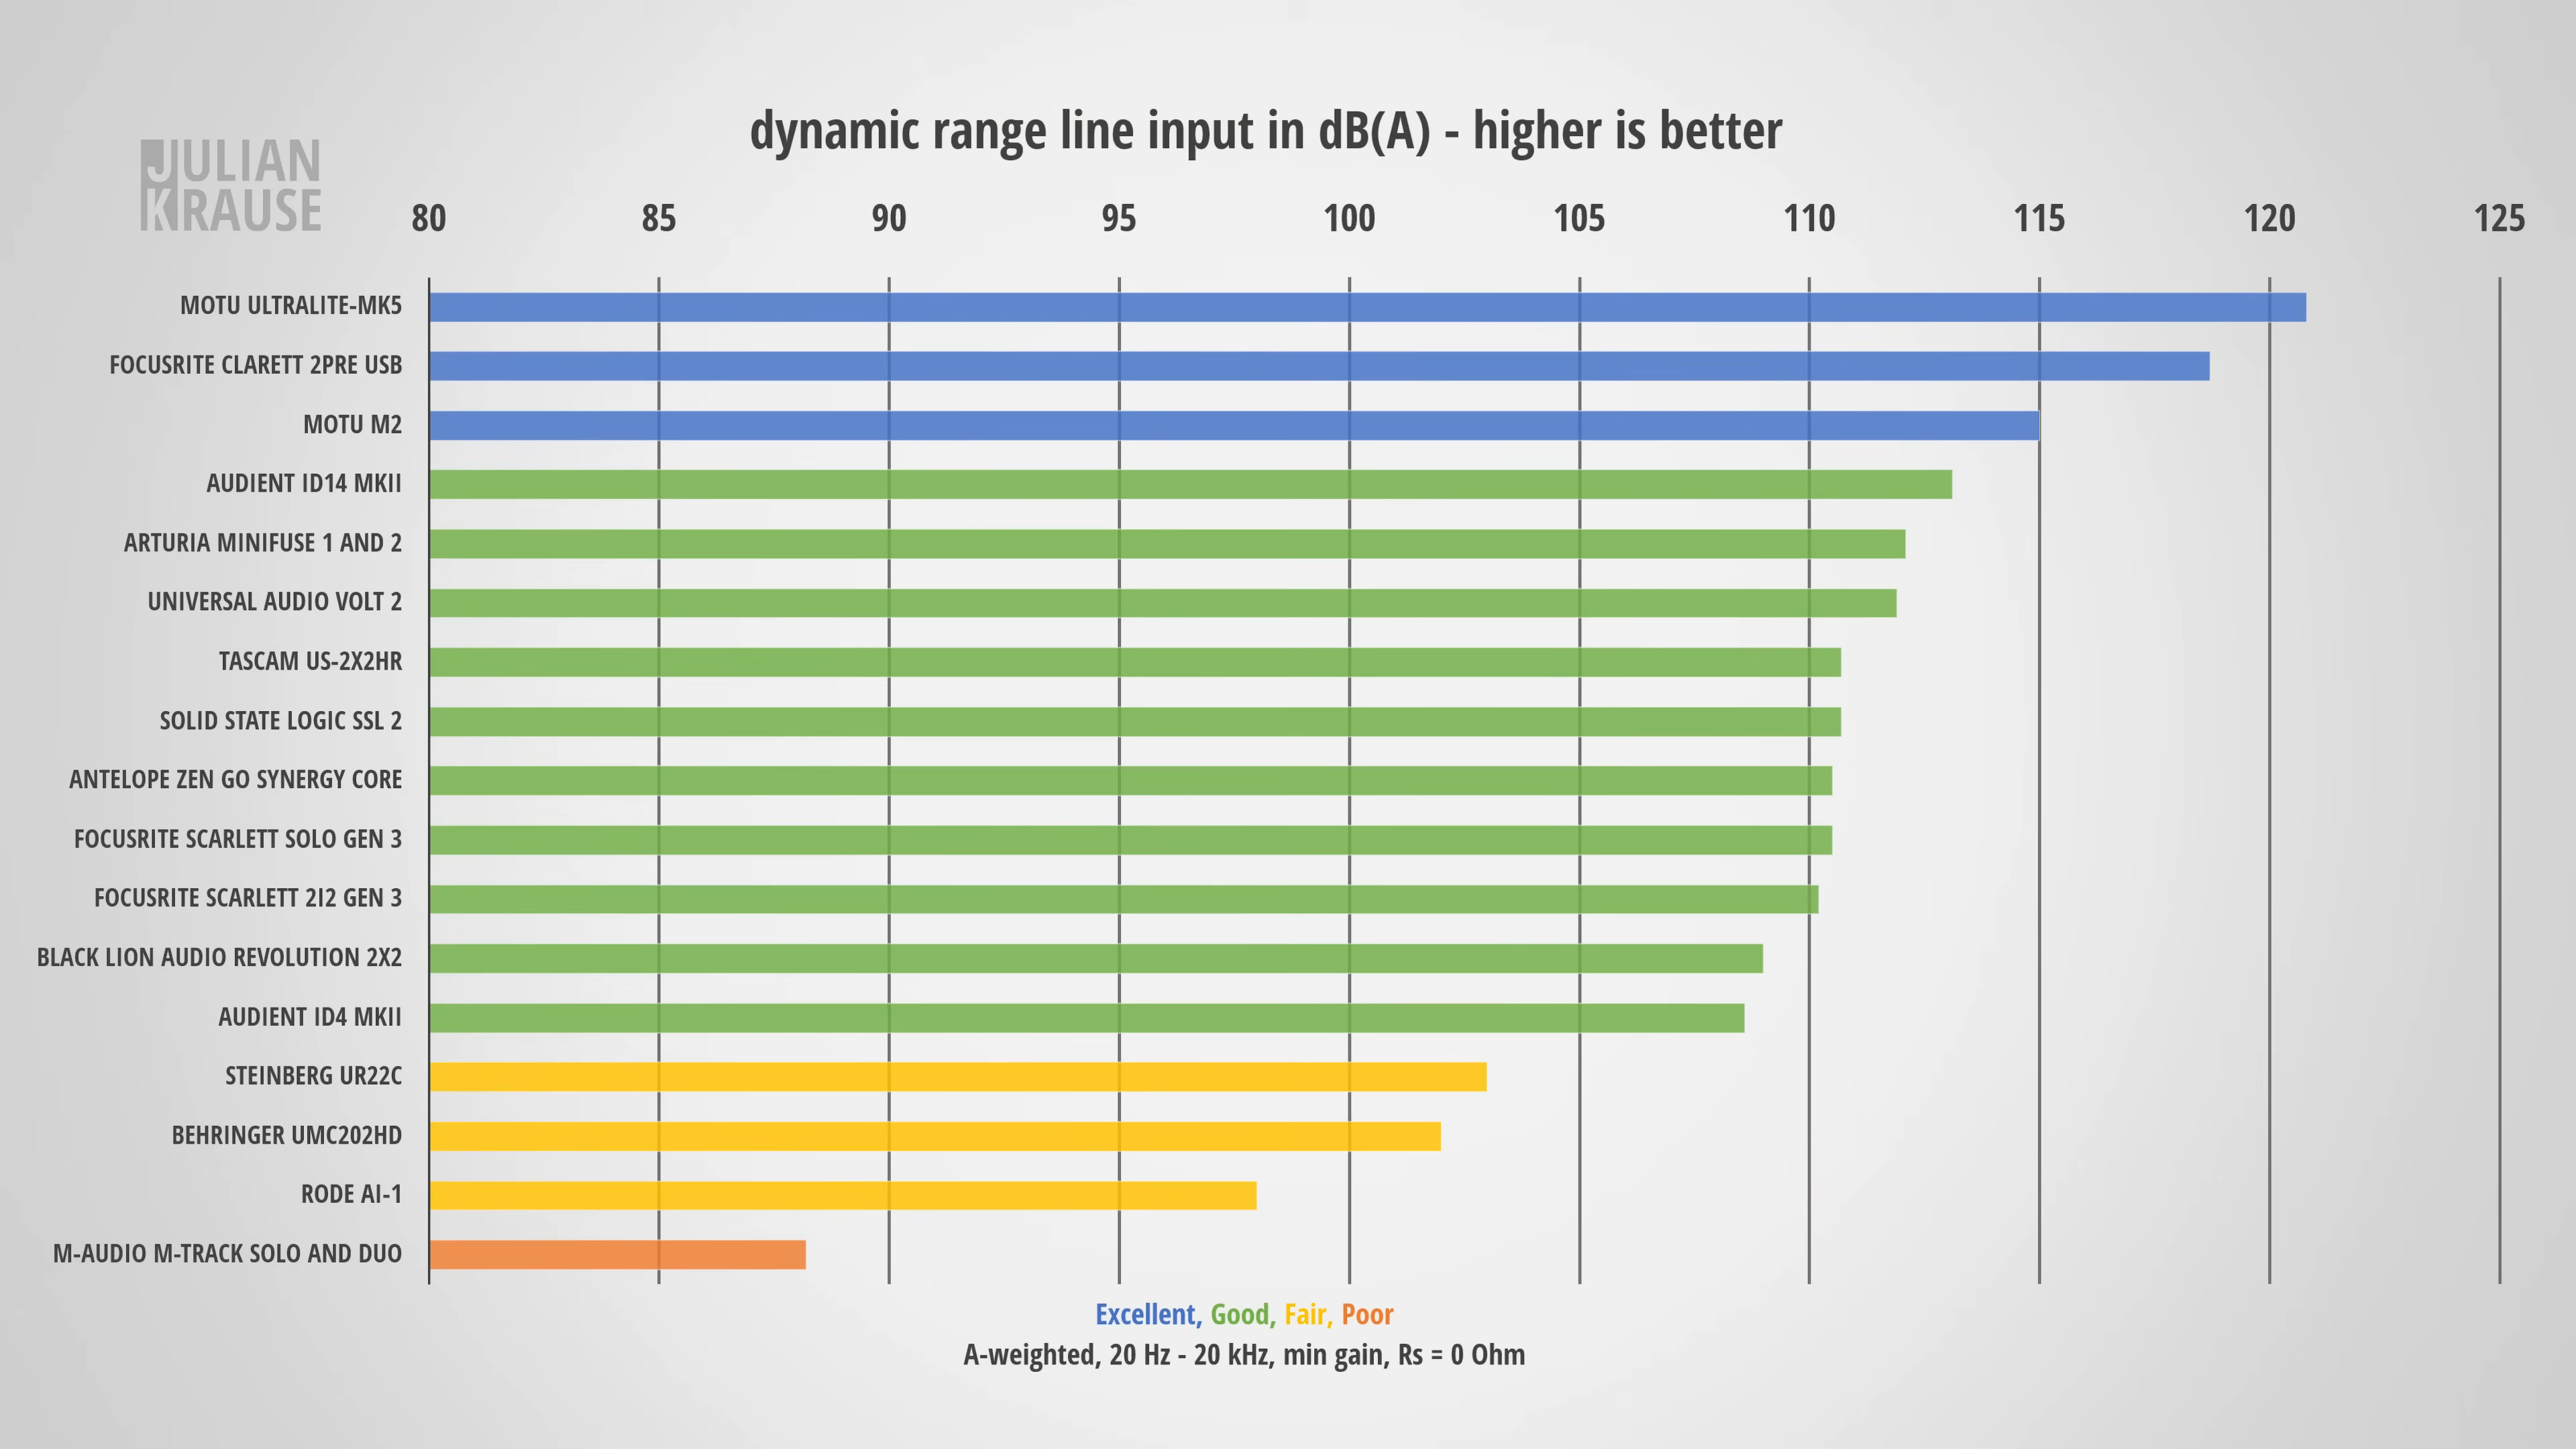 dynamic range line input in dB(A) - higher is better
JULIAN
KRAUSE
80 85 90 95 100 105 110 115 120 125
MOTU ULTRALITE-MK5
FOCUSRITE CLARETT 2PRE USB
MOTU M2
AUDIENT ID14 MKII
ARTURIA MINIFUSE 1 AND 2
UNIVERSAL AUDIO VOLT 2
TASCAM US-2X2HR
SOLID STATE LOGIC SSL 2
ANTELOPE ZEN GO SYNERGY CORE
FOCUSRITE SCARLETT SOLO GEN 3
FOCUSRITE SCARLETT 2I2 GEN 3
BLACK LION AUDIO REVOLUTION 2X2
AUDIENT ID4 MKII
STEINBERG UR22C
BEHRINGER UMC202HD
RODE AI-1
M-AUDIO M-TRACK SOLO AND DUO
Excellent, Good, Fair, Poor
A-weighted, 20 Hz - 20 kHz, min gain, Rs = 0 Ohm